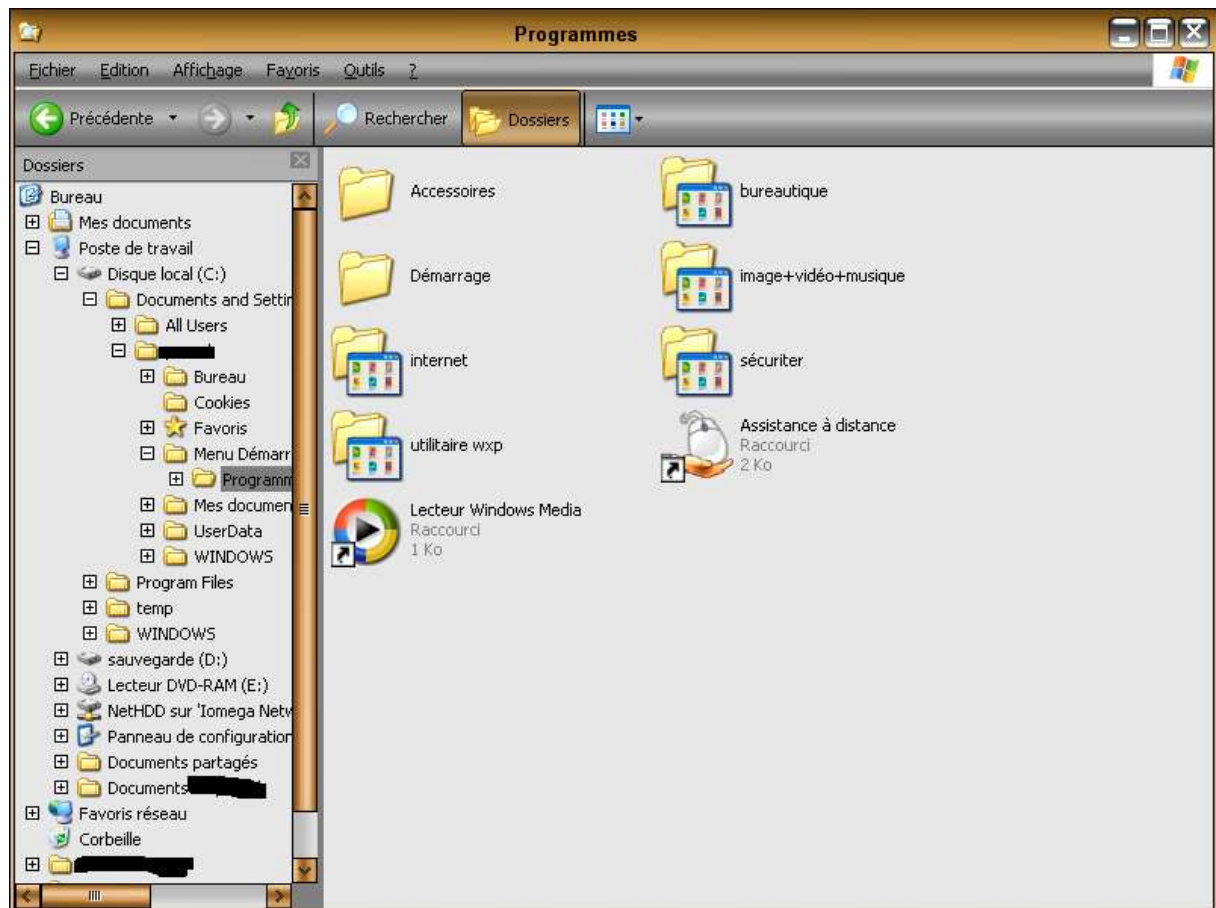 Programmes
Fichier Edition Affichage Favoris Outils ?
Précédente Rechercher Dossiers
Dossiers
Bureau
Mes documents
Poste de travail
Disque local (C:)
Documents and Settin
All Users
Bureau
Cookies
Favoris
Menu Démarr
Programm
Mes documen
UserData
WINDOWS
Program Files
temp
WINDOWS
sauvegarde (D:)
Lecteur DVD-RAM (E:)
NetHDD sur 'Iomega Netw
Panneau de configuration
Documents partagés
Documents
Favoris réseau
Corbeille
Accessoires
bureautique
Démarrage
image+vidéo+musique
internet
sécuriter
utilitaire wxp
Assistance à distance
Raccourci
2 Ko
Lecteur Windows Media
Raccourci
1 Ko